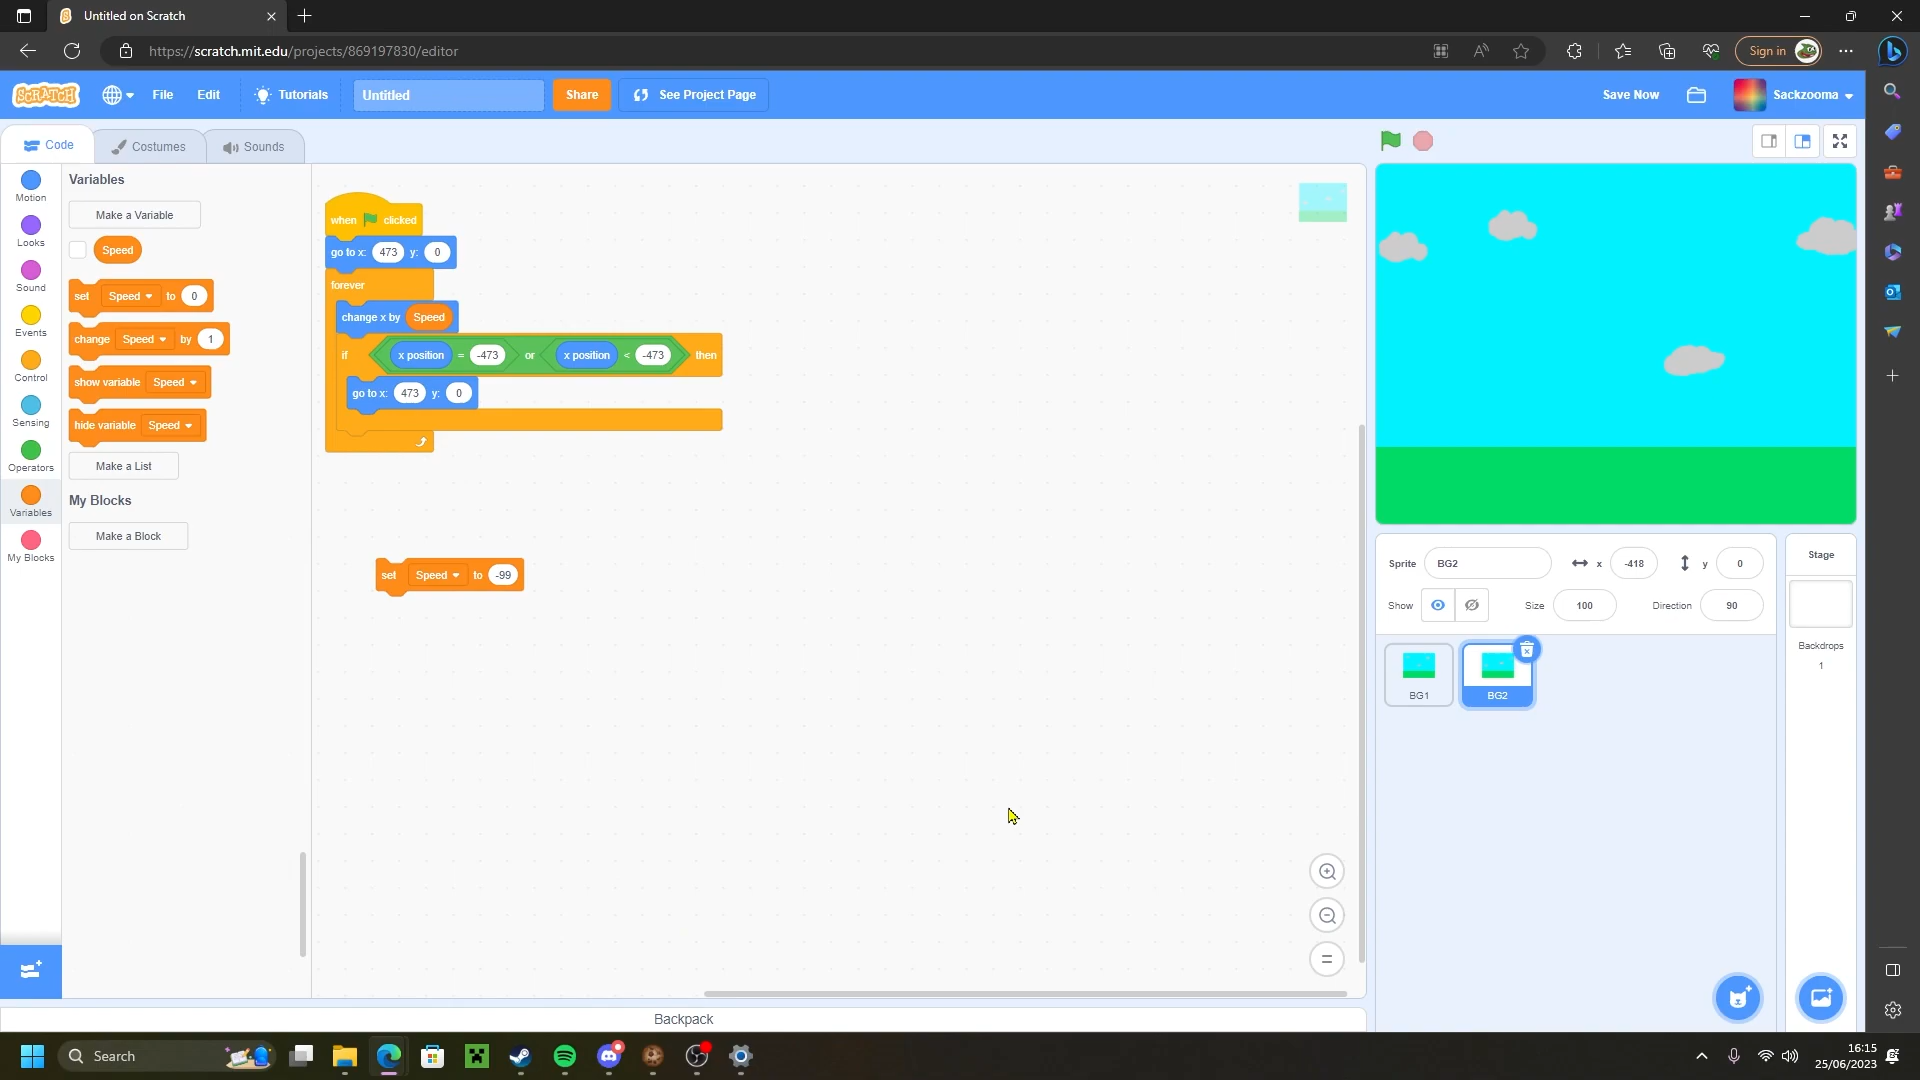 Untitled on Scratch
https://scratch.mit.edu/projects/869197830/editor
Sign in
SCRATCH
File
Edit
Tutorials
Untitled
Share
See Project Page
Save Now
Sackzooma
Code
Costumes
Sounds
Motion
Looks
Sound
Events
Control
Sensing
Operators
Variables
My Blocks
Variables
Make a Variable
Speed
set Speed to 0
change Speed by 1
show variable Speed
hide variable Speed
Make a List
My Blocks
Make a Block
when clicked
go to x: 473 y: 0
forever
change x by Speed
if x position = -473 or x position < -473 then
go to x: 473 y: 0
set Speed to -99
Sprite BG2 x -418 y 0
Show Size 100 Direction 90
BG1
BG2
Stage
Backdrops
1
Backpack
Search
16:15
25/06/2023